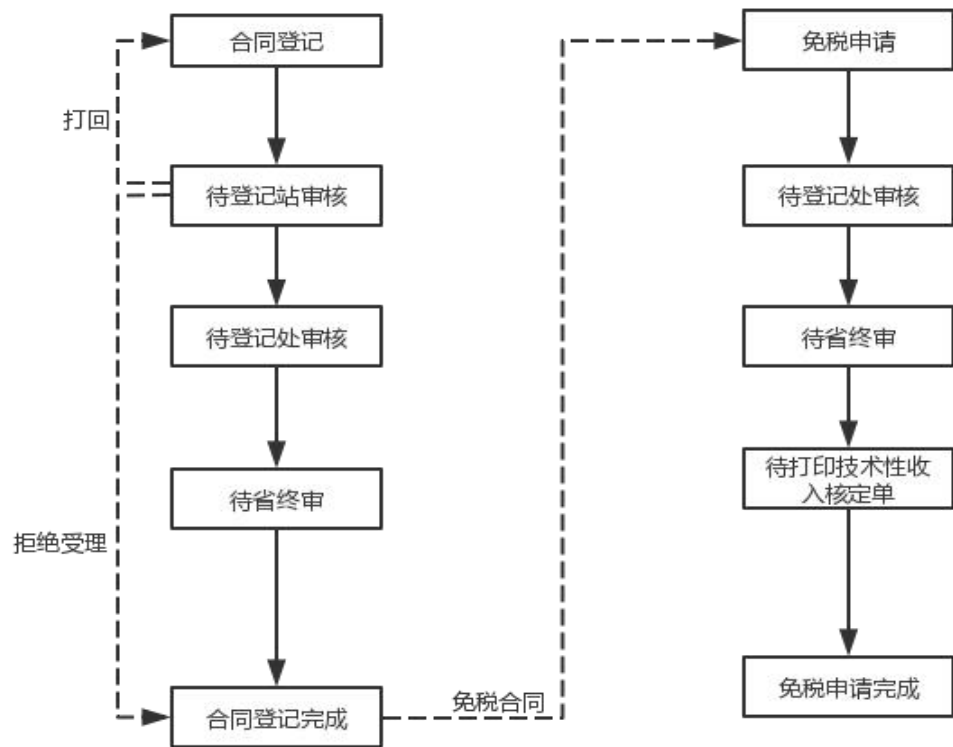 合同登记
打回
待登记站审核
待登记处审核
待省终审
拒绝受理
合同登记完成
免税合同
免税申请
待登记处审核
待省终审
待打印技术性收
入核定单
免税申请完成